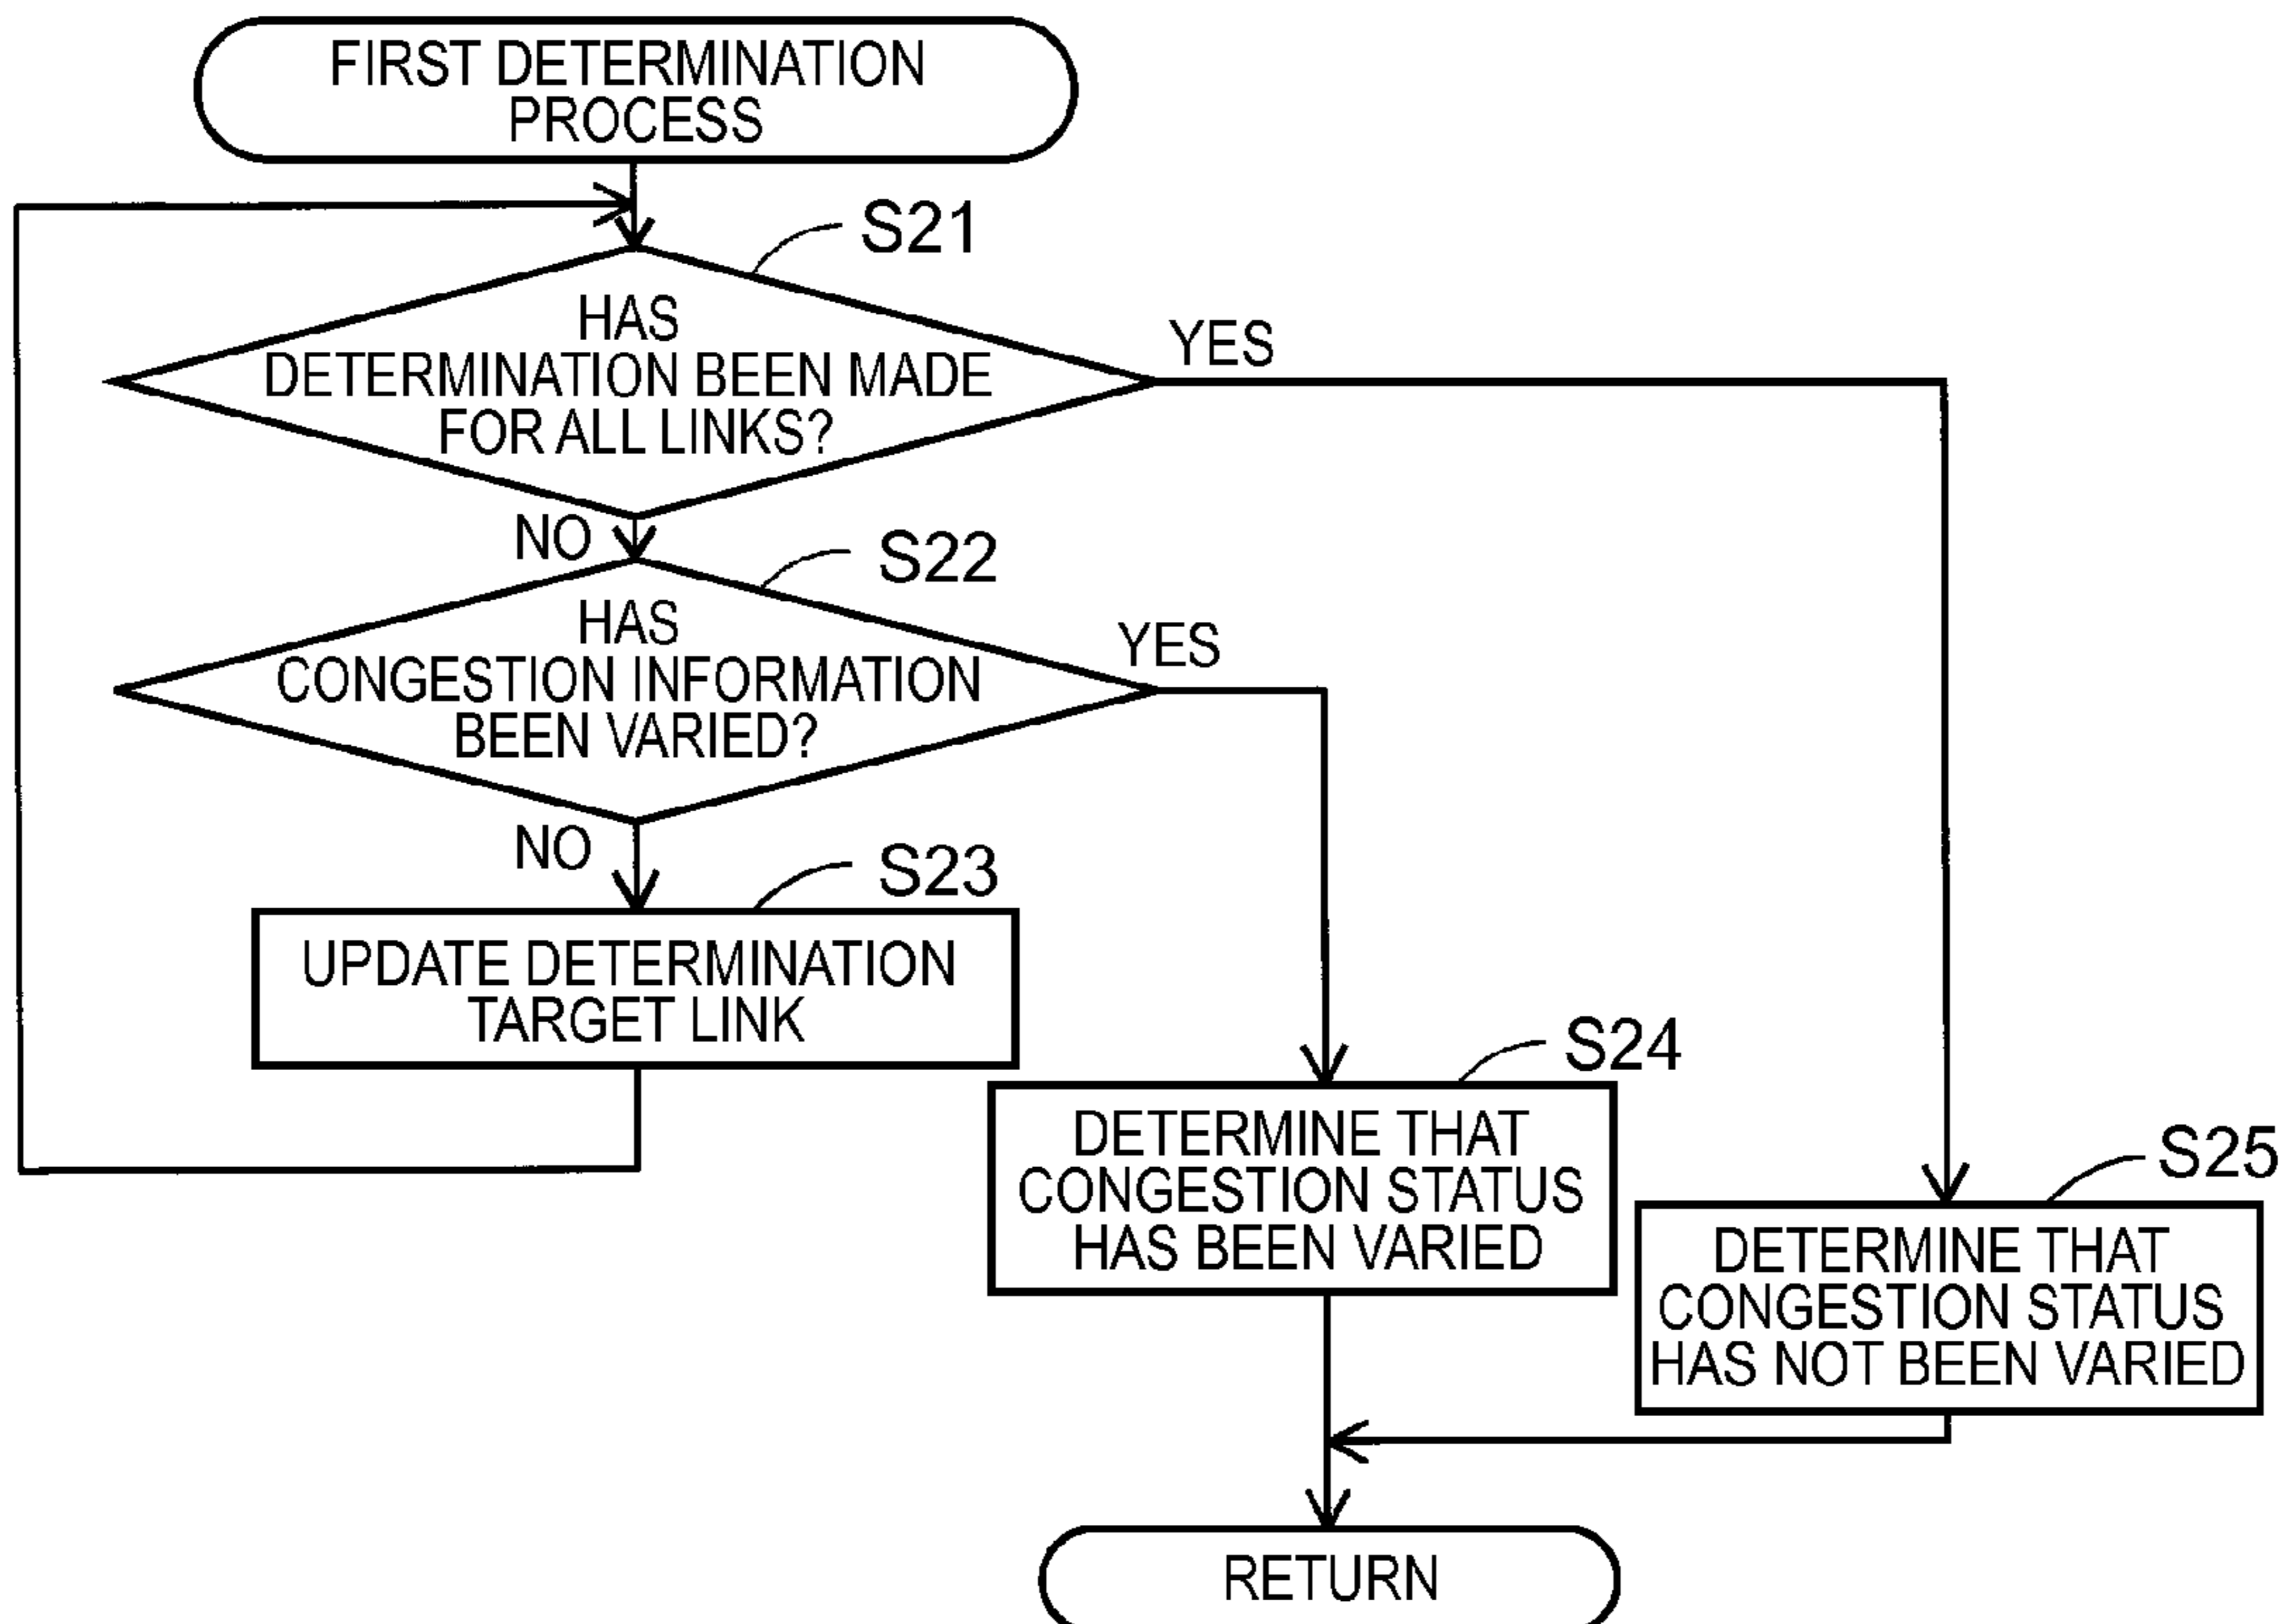 FIRST DETERMINATION
PROCESS
S21
HAS
DETERMINATION BEEN MADE
FOR ALL LINKS?
YES
NO
S22
HAS
CONGESTION INFORMATION
BEEN VARIED?
YES
NO
S23
UPDATE DETERMINATION
TARGET LINK
S24
DETERMINE THAT
CONGESTION STATUS
HAS BEEN VARIED
S25
DETERMINE THAT
CONGESTION STATUS
HAS NOT BEEN VARIED
RETURN